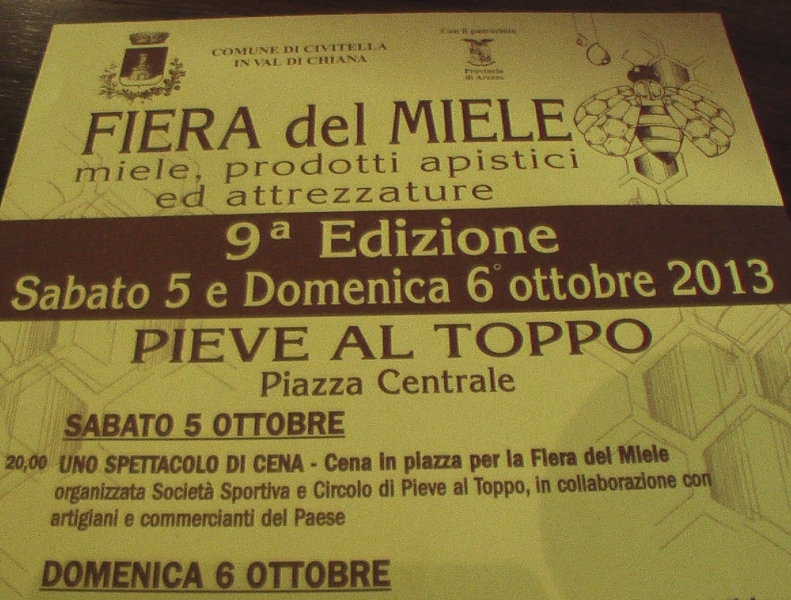 COMUNE DI CIVITELLA
IN VAL DI CHIANA
Con il patrocinio
Provincia
di Arezzo
FIERA del MIELE
miele, prodotti apistici
ed attrezzature
9ª Edizione
Sabato 5 e Domenica 6° ottobre 2013
PIEVE AL TOPPO
Piazza Centrale
SABATO 5 OTTOBRE
20,00 UNO SPETTACOLO DI CENA - Cena in piazza per la Fiera del Miele
organizzata Società Sportiva e Circolo di Pieve al Toppo, in collaborazione con
artigiani e commercianti del Paese
DOMENICA 6 OTTOBRE